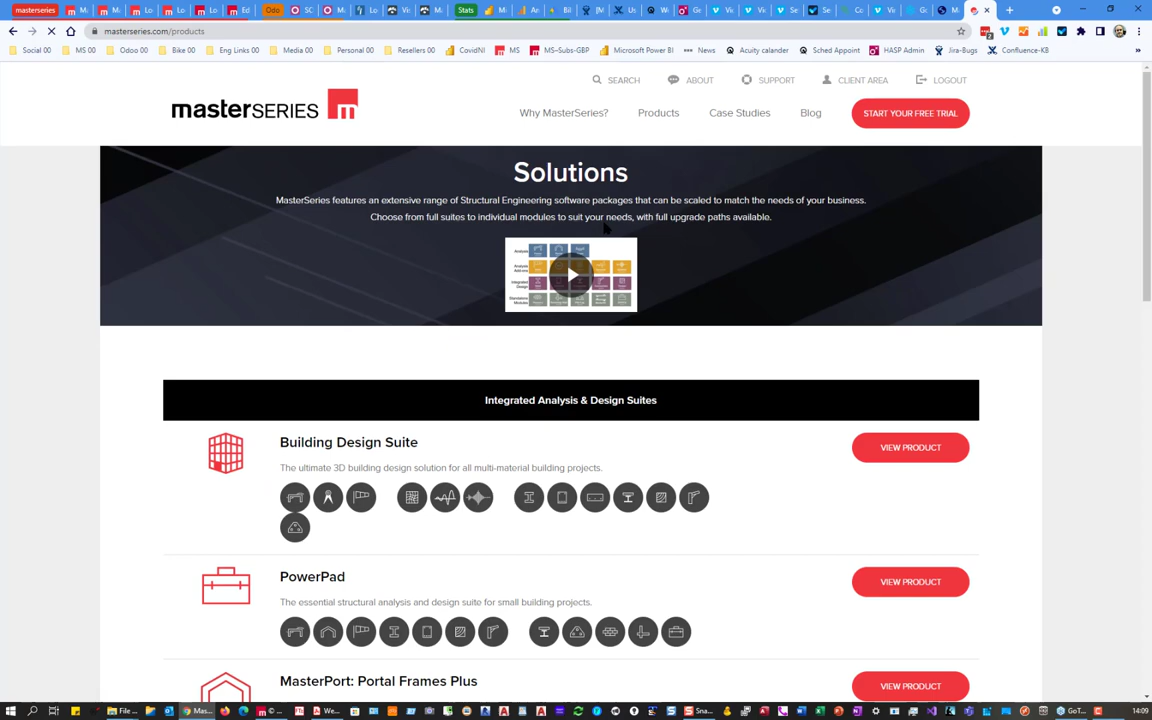 masterseries
Odo
Stats
masterseries.com/products
Social 00
MS 00
Odoo 00
Bike 00
Eng Links 00
Media 00
Personal 00
Resellers 00
CovidNI
MS
MS-Subs-GBP
Microsoft Power BI
News
Acuity calander
Sched Appoint
HASP Admin
Jira-Bugs
Confluence-KB
SEARCH
ABOUT
SUPPORT
CLIENT AREA
LOGOUT
masterSERIES m
Why MasterSeries?
Products
Case Studies
Blog
START YOUR FREE TRIAL
Solutions
MasterSeries features an extensive range of Structural Engineering software packages that can be scaled to match the needs of your business.
Choose from full suites to individual modules to suit your needs, with full upgrade paths available.
Integrated Analysis & Design Suites
Building Design Suite
VIEW PRODUCT
The ultimate 3D building design solution for all multi-material building projects.
PowerPad
VIEW PRODUCT
The essential structural analysis and design suite for small building projects.
MasterPort: Portal Frames Plus
VIEW PRODUCT
14:09